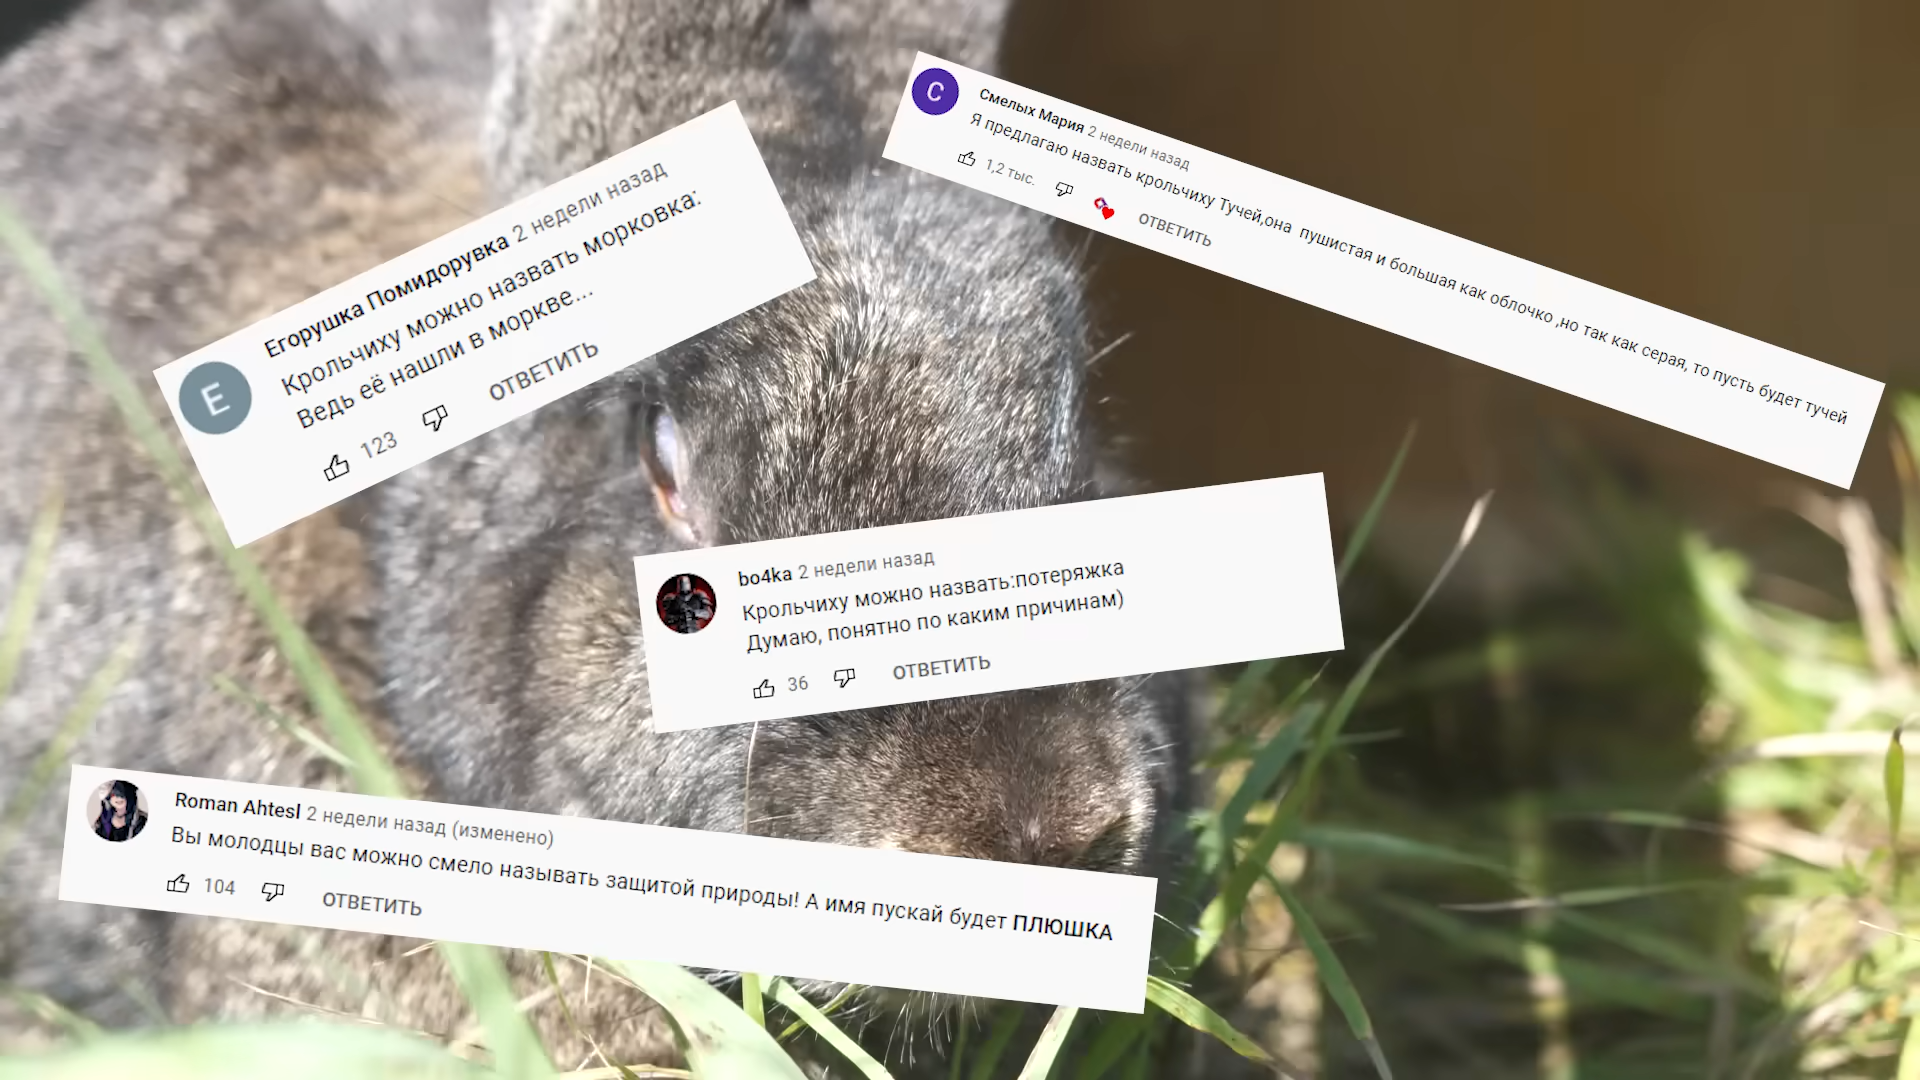 Смелых Мария 2 недели назад
Я предлагаю назвать крольчиху Тучей,она пушистая и большая как облочко ,но так как серая, то пусть будет тучей
1,2 тыс. ОТВЕТИТЬ
С
Егорушка Помидорувка 2 недели назад
Крольчиху можно назвать морковка:
Ведь её нашли в моркве...
123 ОТВЕТИТЬ
Е
bo4ka 2 недели назад
Крольчиху можно назвать:потеряжка
Думаю, понятно по каким причинам)
36 ОТВЕТИТЬ
Roman Ahtesl 2 недели назад (изменено)
Вы молодцы вас можно смело называть защитой природы! А имя пускай будет ПЛЮШКА
104 ОТВЕТИТЬ